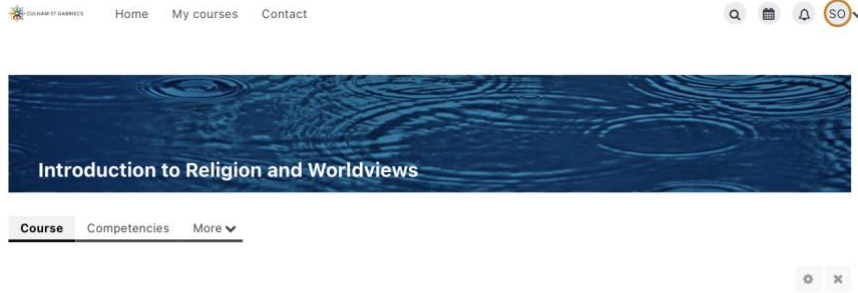 CULHAM ST GABRIEL'S Home My courses Contact SO
Introduction to Religion and Worldviews
Course Competencies More